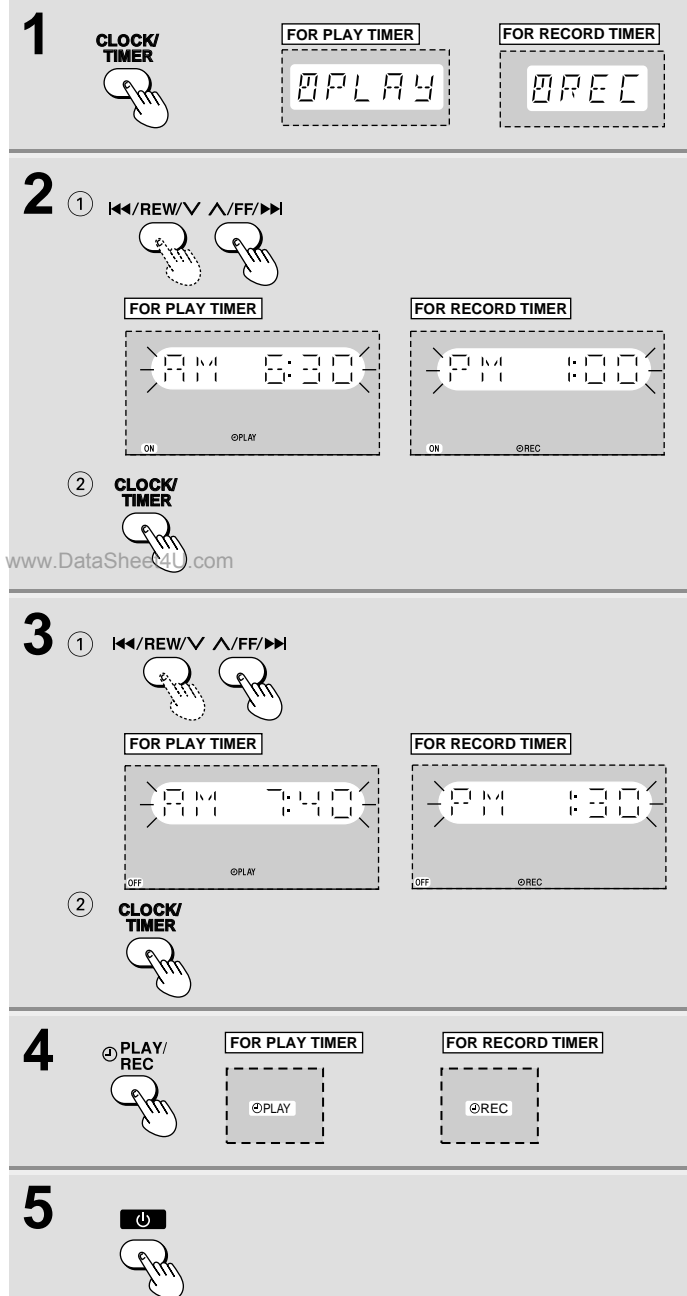 1
CLOCK/
TIMER
FOR PLAY TIMER
FOR RECORD TIMER
PLAY
REC
2
① ⏮/REW/∨ ∧/FF/⏭
FOR PLAY TIMER
FOR RECORD TIMER
AM 6:30
PM 1:00
PLAY
REC
ON
ON
②
CLOCK/
TIMER
www.DataSheet4U.com
3
① ⏮/REW/∨ ∧/FF/⏭
FOR PLAY TIMER
FOR RECORD TIMER
AM 7:40
PM 1:30
PLAY
REC
OFF
OFF
②
CLOCK/
TIMER
4
PLAY/
REC
FOR PLAY TIMER
FOR RECORD TIMER
PLAY
REC
5